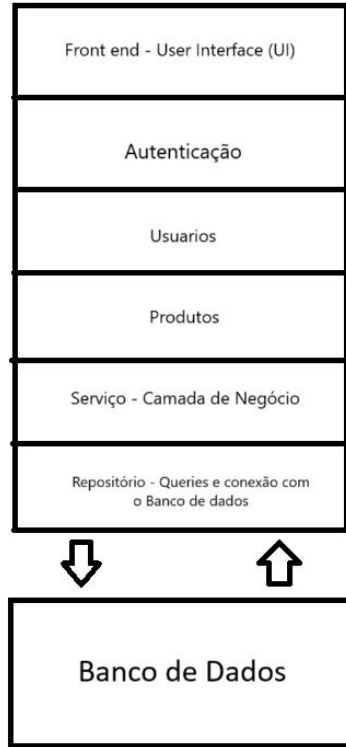 Front end - User Interface (UI)
Autenticação
Usuarios
Produtos
Serviço - Camada de Negócio
Repositório - Queries e conexão com
o Banco de dados
Banco de Dados